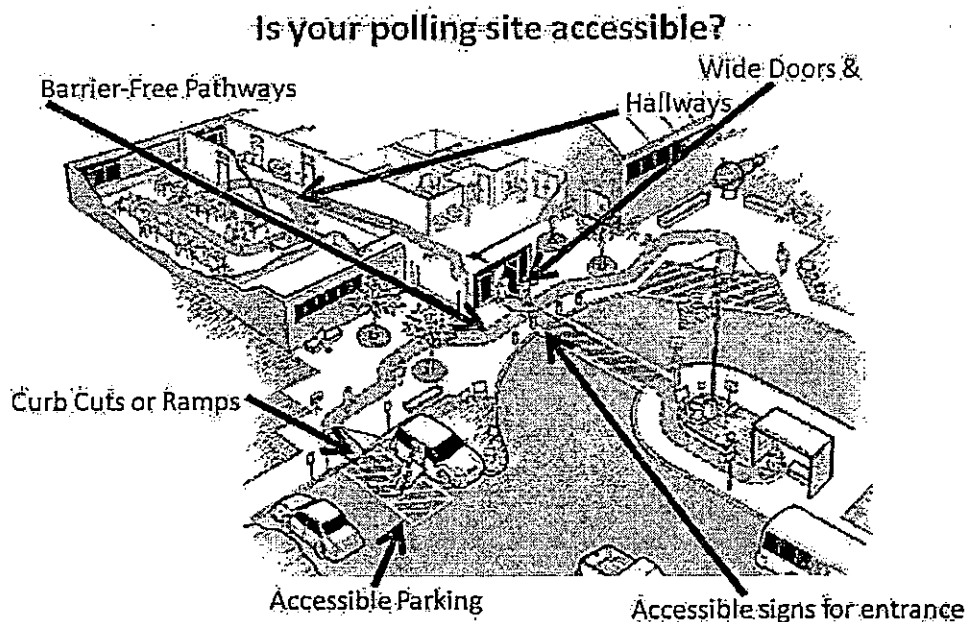 Is your polling site accessible?
Wide Doors &
Barrier-Free Pathways
Hallways
Curb Cuts or Ramps
Accessible Parking
Accessible signs for entrance